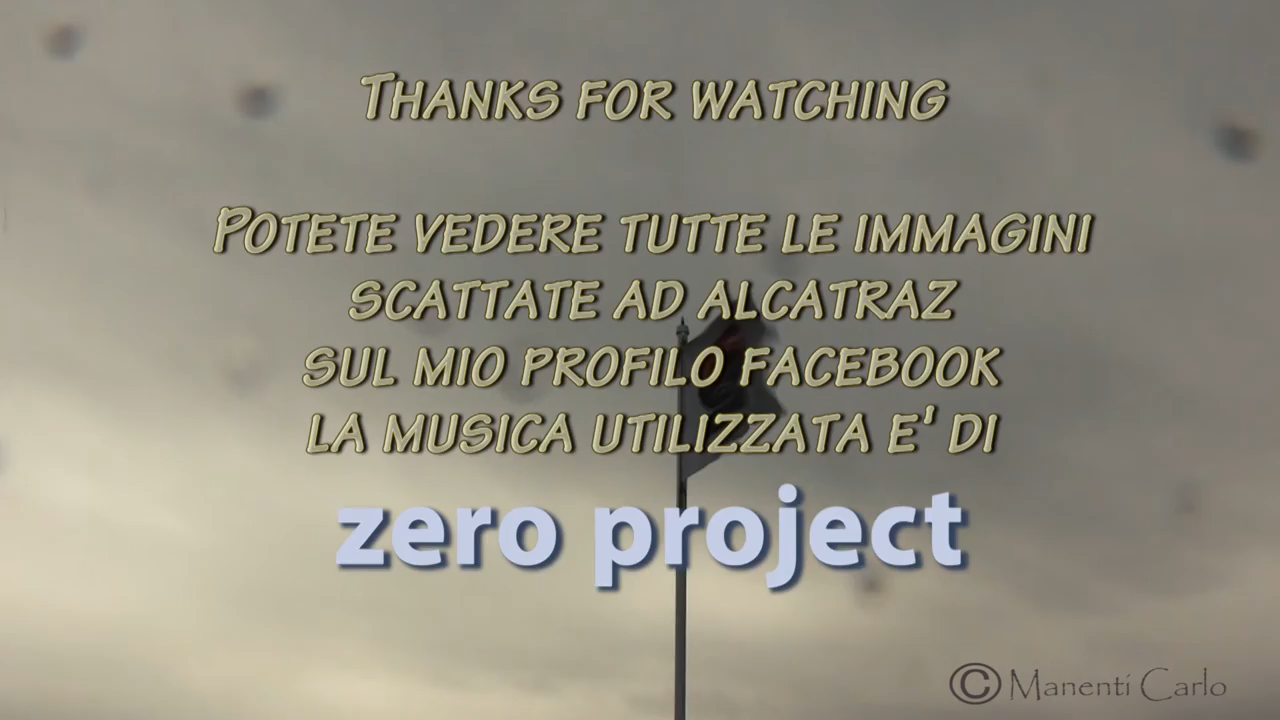 THANKS FOR WATCHING
POTETE VEDERE TUTTE LE IMMAGINI
SCATTATE AD ALCATRAZ
SUL MIO PROFILO FACEBOOK
LA MUSICA UTILIZZATA E' DI
zero project
© Manenti Carlo